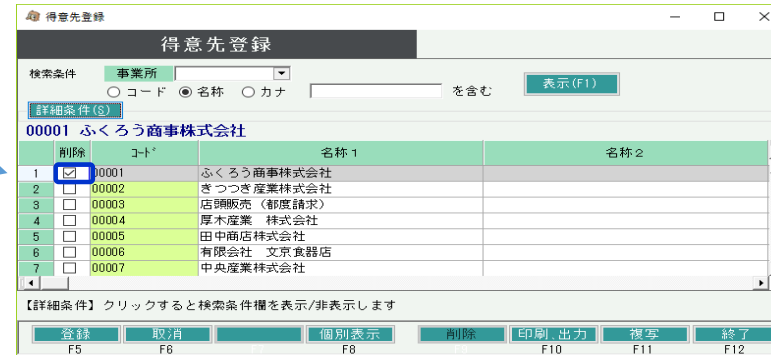 得意先登録
得意先登録
検索条件 事業所
コード 名称 カナ を含む 表示(F1)
詳細条件(S)
00001 ふくろう商事株式会社
削除 ｺｰﾄﾞ 名称１ 名称２
1 00001 ふくろう商事株式会社
2 00002 きつつき産業株式会社
3 00003 店頭販売（都度請求）
4 00004 厚木産業　株式会社
5 00005 田中商店株式会社
6 00006 有限会社　文京食器店
7 00007 中央産業株式会社
【詳細条件】クリックすると検索条件欄を表示/非表示します
登録 取消 個別表示 削除 印刷.出力 複写 終了
F5 F6 F8 F10 F11 F12